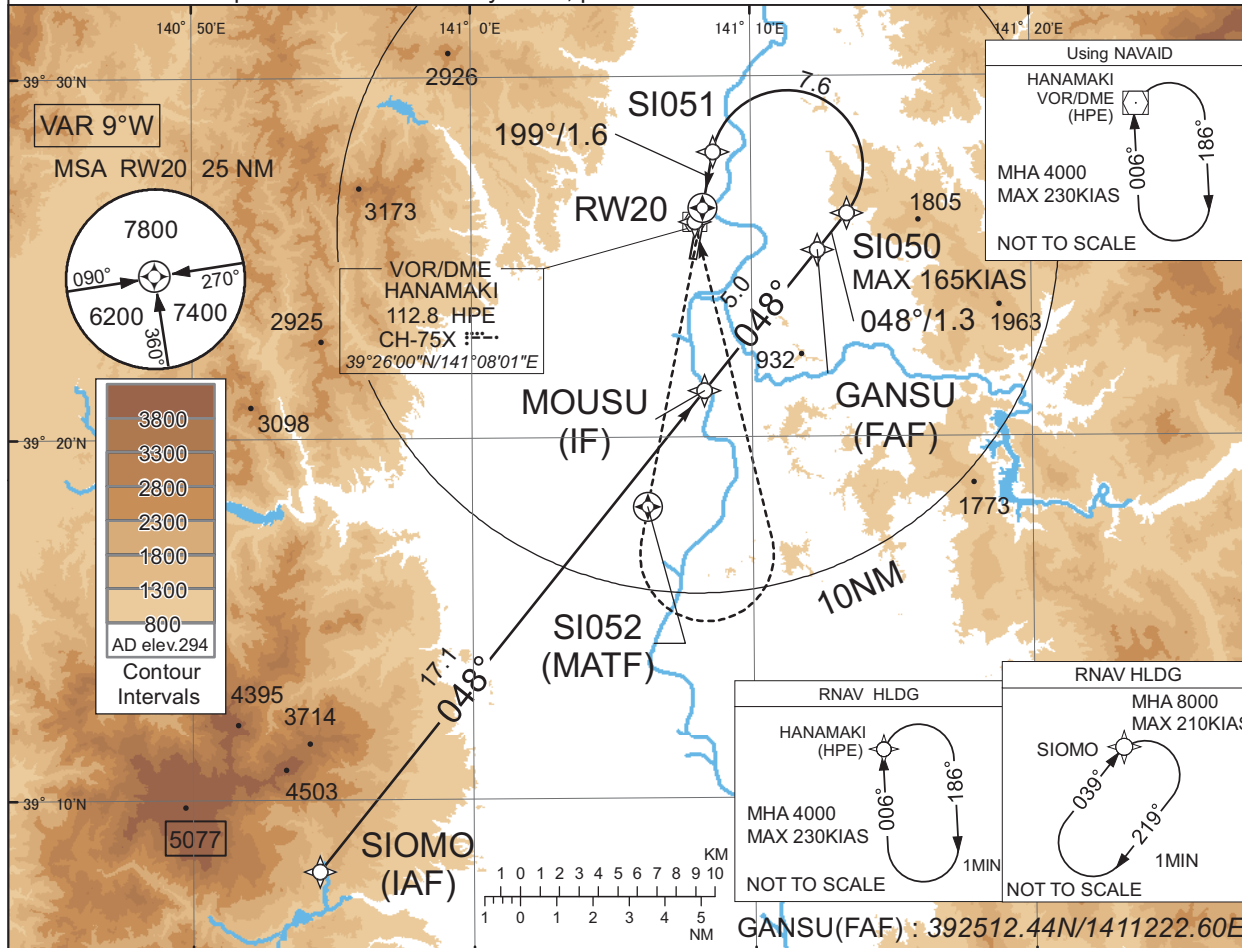 140° 50'E
141° 0'E
141° 10'E
141° 20'E
39° 30'N
39° 20'N
39° 10'N
VAR 9°W
MSA RW20 25 NM
7800
090°
270°
6200
7400
360°
3800
3300
2800
2300
1800
1300
800
AD elev.294
Contour
Intervals
2926
3173
2925
3098
4395
3714
4503
5077
1805
1963
932
1773
SI051
199°/1.6
7.6
RW20
VOR/DME
HANAMAKI
112.8 HPE
CH-75X
39°26'00"N/141°08'01"E
SI050
MAX 165KIAS
048°/1.3
5.0
048°
GANSU
(FAF)
MOUSU
(IF)
SI052
(MATF)
10NM
17.1
048°
SIOMO
(IAF)
Using NAVAID
HANAMAKI
VOR/DME
(HPE)
006°
186°
MHA 4000
MAX 230KIAS
NOT TO SCALE
RNAV HLDG
HANAMAKI
(HPE)
006°
186°
MHA 4000
MAX 230KIAS
1MIN
NOT TO SCALE
RNAV HLDG
MHA 8000
MAX 210KIAS
SIOMO
039°
219°
1MIN
NOT TO SCALE
KM
1 0 1 2 3 4 5 6 7 8 9 10
1 0 1 2 3 4 5
NM
GANSU(FAF) : 392512.44N/1411222.60E